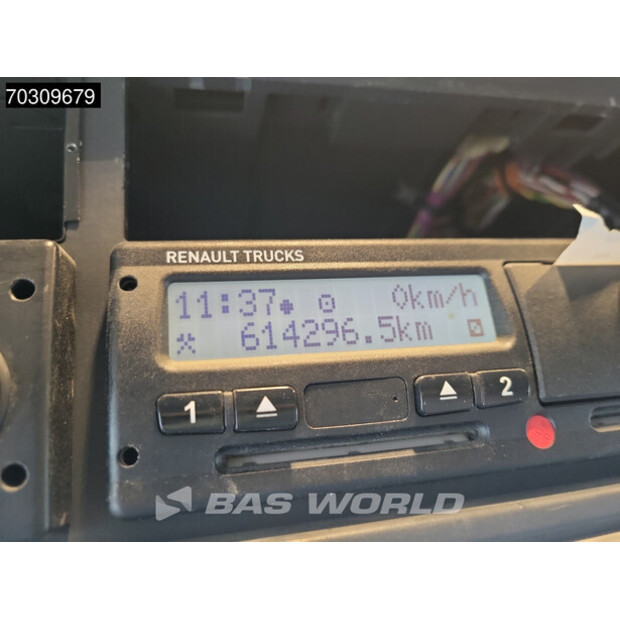 70309679
RENAULT TRUCKS
11:37 0km/h
614296.5km
1 2
BAS WORLD